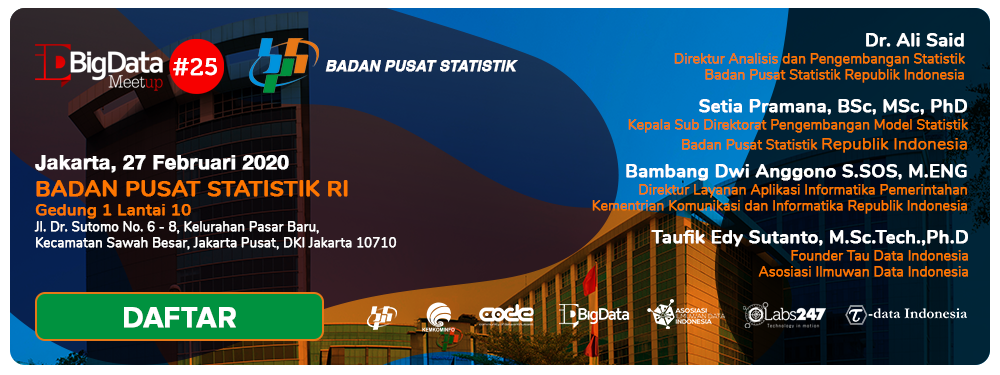 iDBigData
Meetup
#25
BADAN PUSAT STATISTIK
Jakarta, 27 Februari 2020
BADAN PUSAT STATISTIK RI
Gedung 1 Lantai 10
Jl. Dr. Sutomo No. 6 - 8, Kelurahan Pasar Baru,
Kecamatan Sawah Besar, Jakarta Pusat, DKI Jakarta 10710
DAFTAR
Dr. Ali Said
Direktur Analisis dan Pengembangan Statistik
Badan Pusat Statistik Republik Indonesia
Setia Pramana, BSc, MSc, PhD
Kepala Sub Direktorat Pengembangan Model Statistik
Badan Pusat Statistik Republik Indonesia
Bambang Dwi Anggono S.SOS, M.ENG
Direktur Layanan Aplikasi Informatika Pemerintahan
Kementrian Komunikasi dan Informatika Republik Indonesia
Taufik Edy Sutanto, M.Sc.Tech.,Ph.D
Founder Tau Data Indonesia
Asosiasi Ilmuwan Data Indonesia
KEMKOMINFO
iDBigData
ASOSIASI
ILMUWAN DATA
INDONESIA
Labs247
Technology in motion
τ-data Indonesia